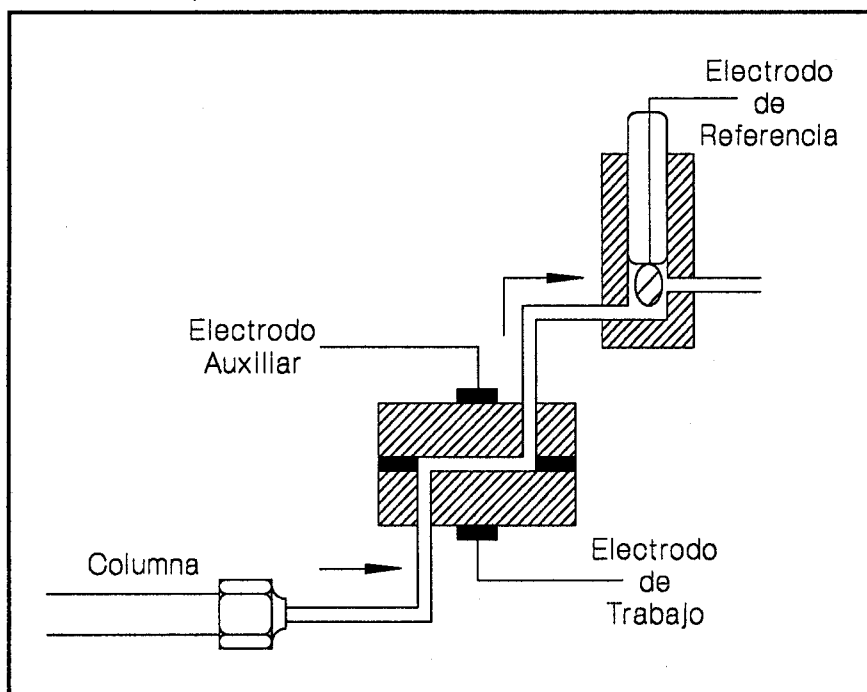 Electrodo
de
Referencia
Electrodo
Auxiliar
Columna
Electrodo
de
Trabajo